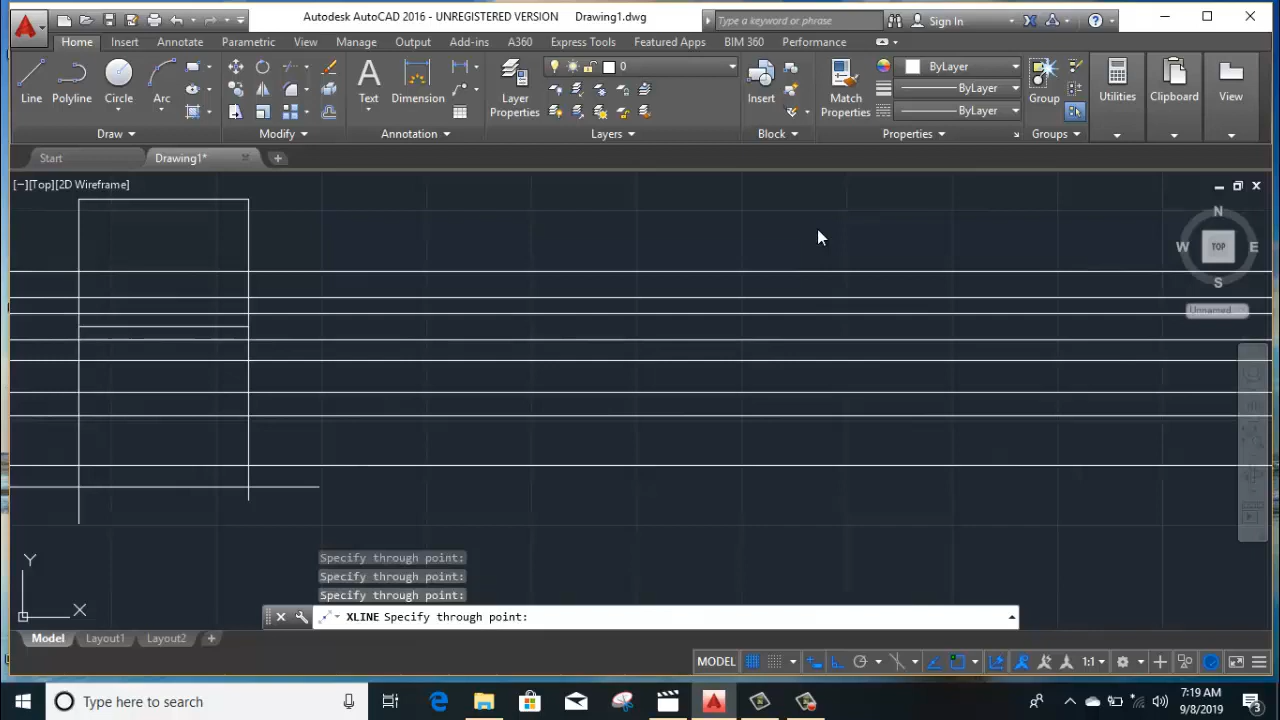 Autodesk AutoCAD 2016 - UNREGISTERED VERSION Drawing1.dwg
Type a keyword or phrase
Sign In
Home Insert Annotate Parametric View Manage Output Add-ins A360 Express Tools Featured Apps BIM 360 Performance
0
ByLayer
ByLayer
ByLayer
Line Polyline Circle Arc
Text Dimension
Layer Properties
Insert
Match Properties
Group
Utilities Clipboard View
Draw Modify Annotation Layers Block Properties Groups
Start Drawing1*
[−][Top][2D Wireframe]
N
W TOP E
S
Unnamed
Specify through point:
Y
Specify through point:
Specify through point:
X
XLINE Specify through point:
Model Layout1 Layout2
MODEL 1:1
Type here to search
7:19 AM
9/8/2019
3